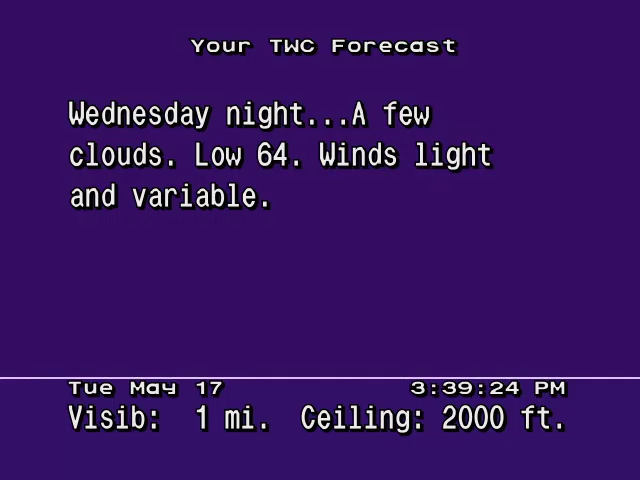 Your TWC Forecast
Wednesday night...A few
clouds. Low 64. Winds light
and variable.
Tue May 17 3:39:24 PM
Visib: 1 mi. Ceiling: 2000 ft.